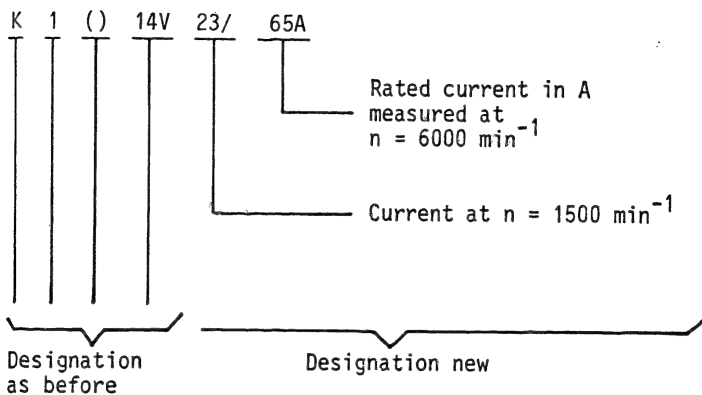 K 1 () 14V 23/ 65A
Rated current in A
measured at
n = 6000 min⁻¹
Current at n = 1500 min⁻¹
Designation
as before
Designation new